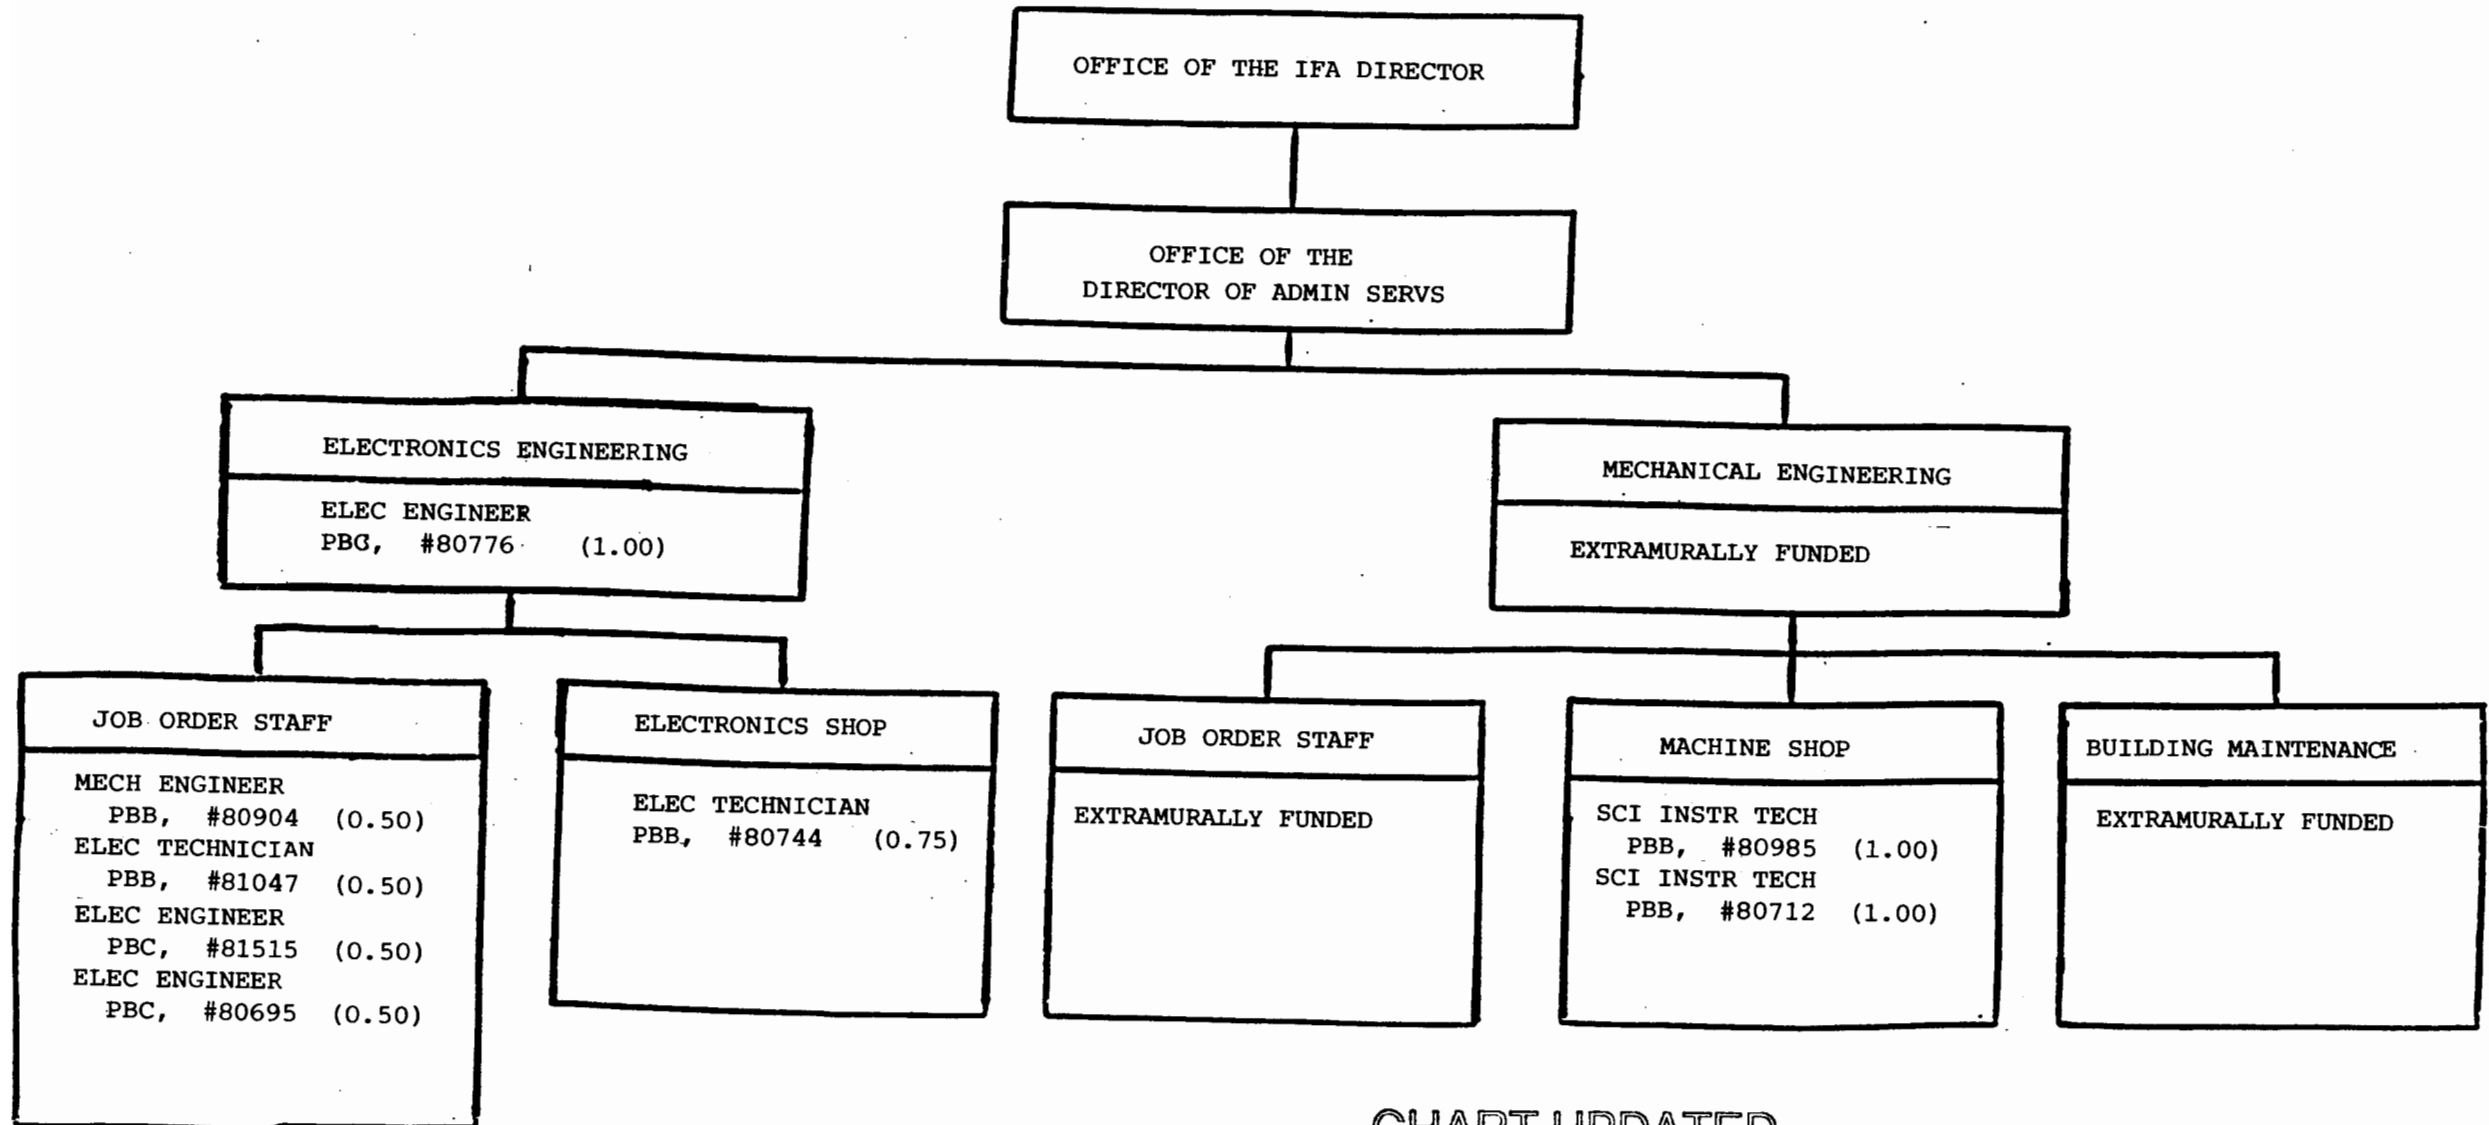 OFFICE OF THE IFA DIRECTOR
OFFICE OF THE
DIRECTOR OF ADMIN SERVS
ELECTRONICS ENGINEERING
ELEC ENGINEER
PBG, #80776 (1.00)
MECHANICAL ENGINEERING
EXTRAMURALLY FUNDED
JOB ORDER STAFF
MECH ENGINEER
PBB, #80904 (0.50)
ELEC TECHNICIAN
PBB, #81047 (0.50)
ELEC ENGINEER
PBC, #81515 (0.50)
ELEC ENGINEER
PBC, #80695 (0.50)
ELECTRONICS SHOP
ELEC TECHNICIAN
PBB, #80744 (0.75)
JOB ORDER STAFF
EXTRAMURALLY FUNDED
MACHINE SHOP
SCI INSTR TECH
PBB, #80985 (1.00)
SCI INSTR TECH
PBB, #80712 (1.00)
BUILDING MAINTENANCE
EXTRAMURALLY FUNDED
CHART UPDATED